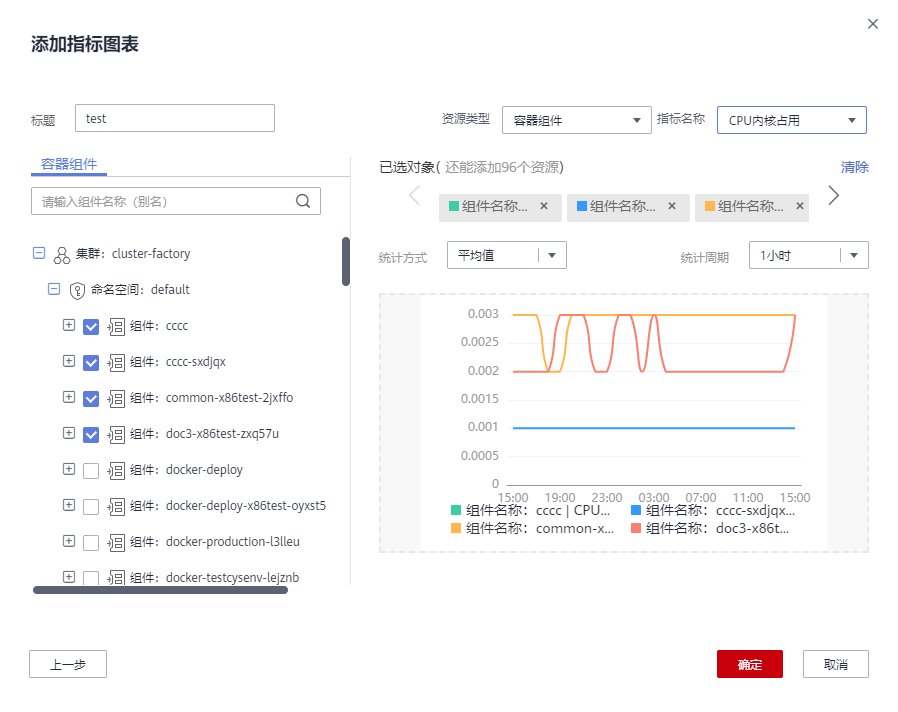 添加指标图表
标题
test
资源类型
容器组件
指标名称
CPU内核占用
容器组件
请输入组件名称（别名）
集群：cluster-factory
命名空间：default
组件：cccc
组件：cccc-sxdjqx
组件：common-x86test-2jxffo
组件：doc3-x86test-zxq57u
组件：docker-deploy
组件：docker-deploy-x86test-oyxst5
组件：docker-production-l3lleu
组件：docker-testcysenv-lejznb
已选对象( 还能添加96个资源)
清除
组件名称...
组件名称...
组件名称...
统计方式
平均值
统计周期
1小时
0.003
0.0025
0.002
0.0015
0.001
0.0005
0
15:00 19:00 23:00 03:00 07:00 11:00 15:00
组件名称：cccc | CPU...
组件名称：cccc-sxdjqx...
组件名称：common-x...
组件名称：doc3-x86t...
上一步
确定
取消